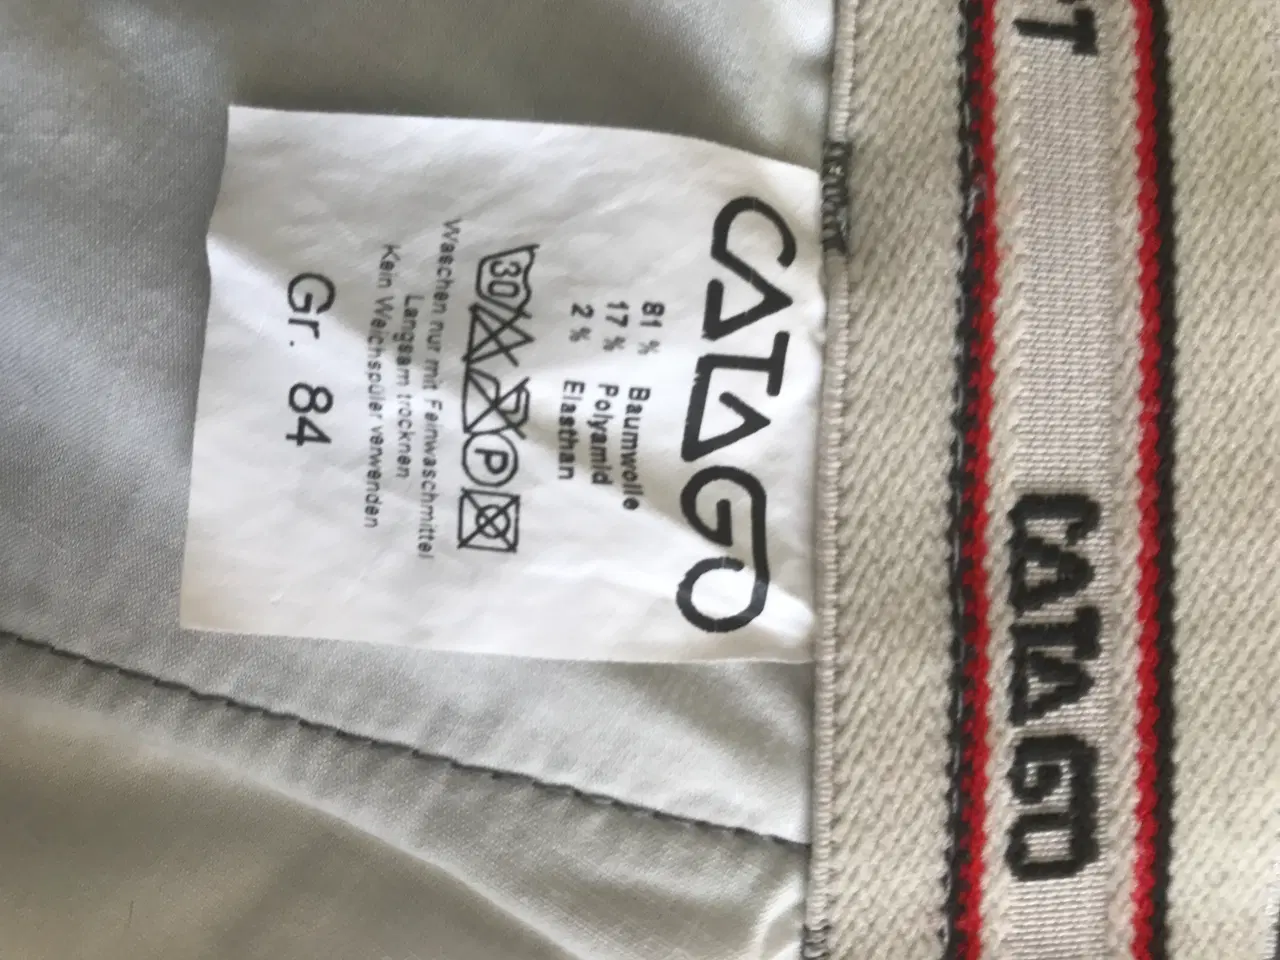 CATAGO
81 % Baumwolle
17 % Polyamid
2 % Elasthan
30 P
Waschen nur mit Feinwaschmittel
Langsam trocknen
Kein Weichspüler verwenden
Gr. 84
CATAGO